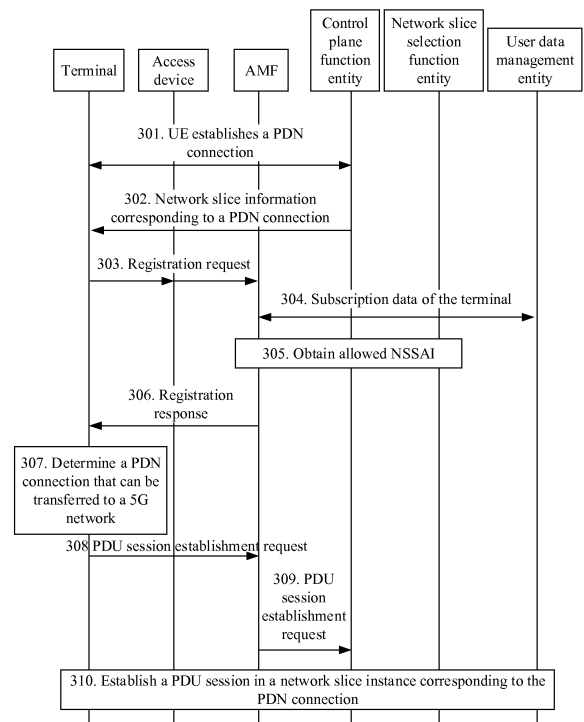 Terminal
Access
device
AMF
Control
plane
function
entity
Network slice
selection
function
entity
User data
management
entity
301. UE establishes a PDN
connection
302. Network slice information
corresponding to a PDN connection
303. Registration request
304. Subscription data of the terminal
305. Obtain allowed NSSAI
306. Registration
response
307. Determine a PDN
connection that can be
transferred to a 5G
network
308 PDU session establishment request
309. PDU
session
establishment
request
310. Establish a PDU session in a network slice instance corresponding to the
PDN connection